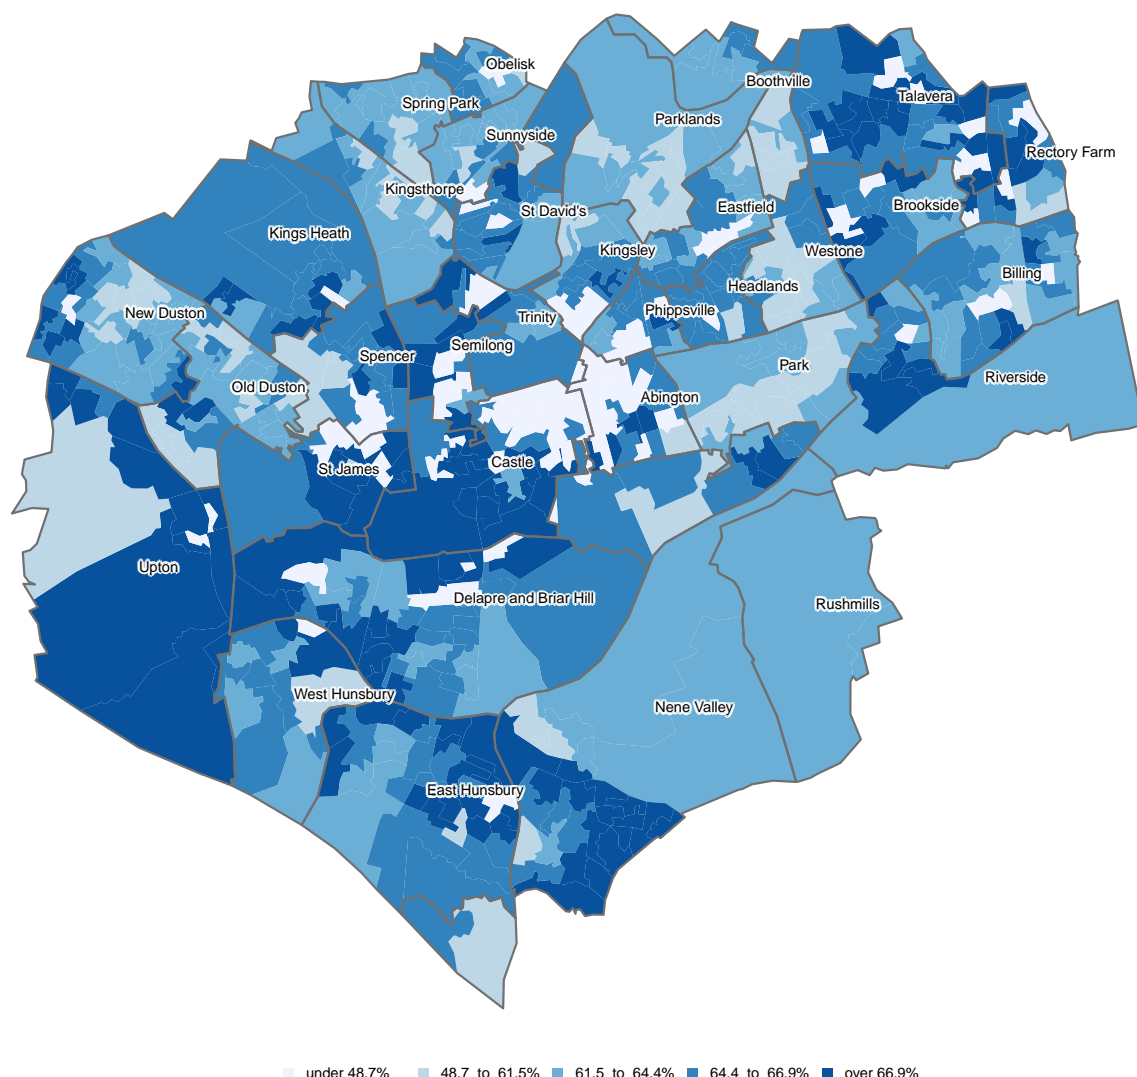 Obelisk
Boothville
Talavera
Spring Park
Parklands
Sunnyside
Rectory Farm
Kingsthorpe
St David's
Eastfield
Brookside
Kings Heath
Kingsley
Westone
Billing
Headlands
New Duston
Trinity
Phippsville
Semilong
Spencer
Park
Riverside
Old Duston
Abington
St James
Castle
Upton
Delapre and Briar Hill
Rushmills
West Hunsbury
Nene Valley
East Hunsbury
under 48.7% 48.7 to 61.5% 61.5 to 64.4% 64.4 to 66.9% over 66.9%